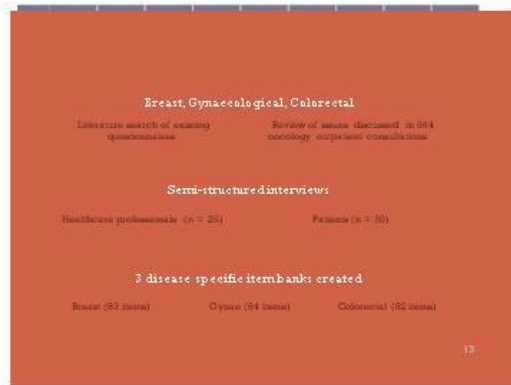 Breast, Gynaecological, Colorectal
Literature search of existing
questionnaires
Review of issues discussed in
oncology outpatient consultations
Semi-structured interviews
Healthcare professionals (n =
Patients (n = 30)
3 disease specific item banks created
Breast (83 items)
Gynae (84 items)
Colorectal (82 items)
13